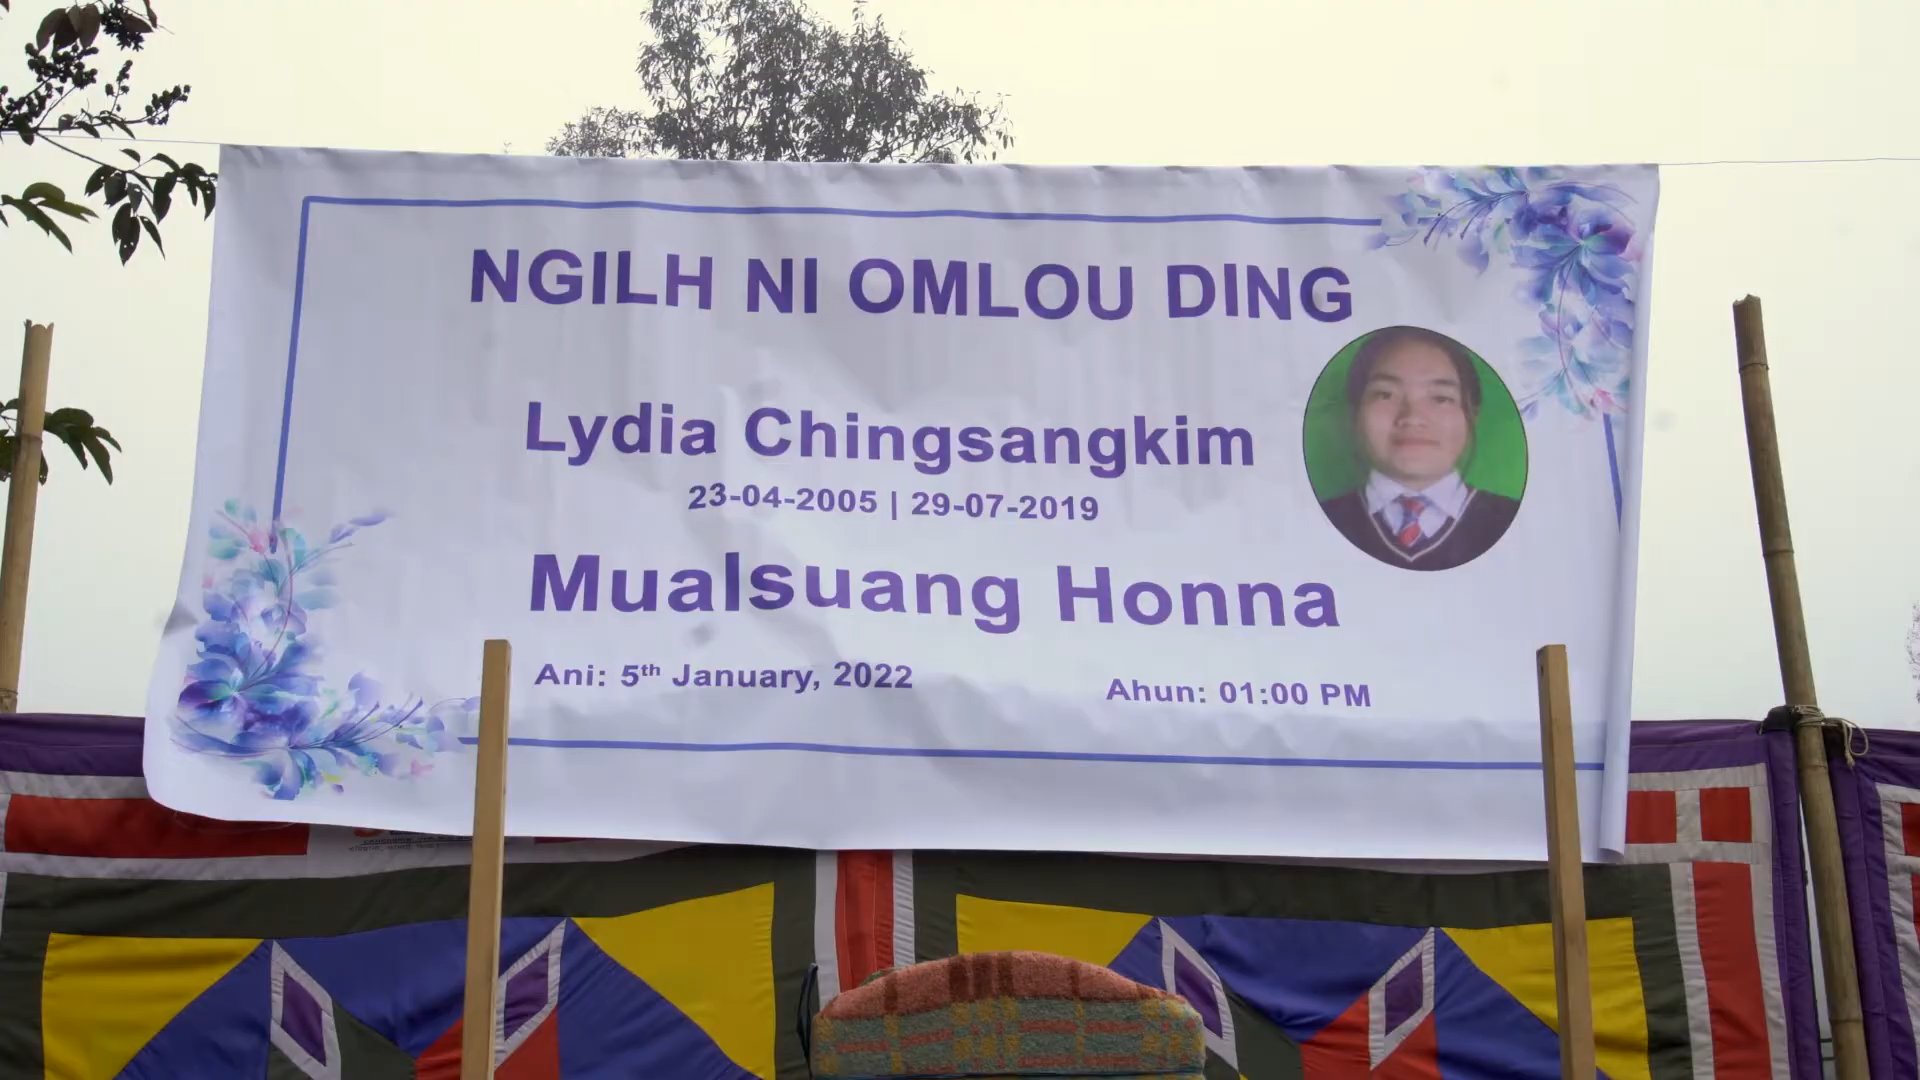 NGILH NI OMLOU DING
Lydia Chingsangkim
23-04-2005 | 29-07-2019
Mualsuang Honna
Ani: 5th January, 2022
Ahun: 01:00 PM